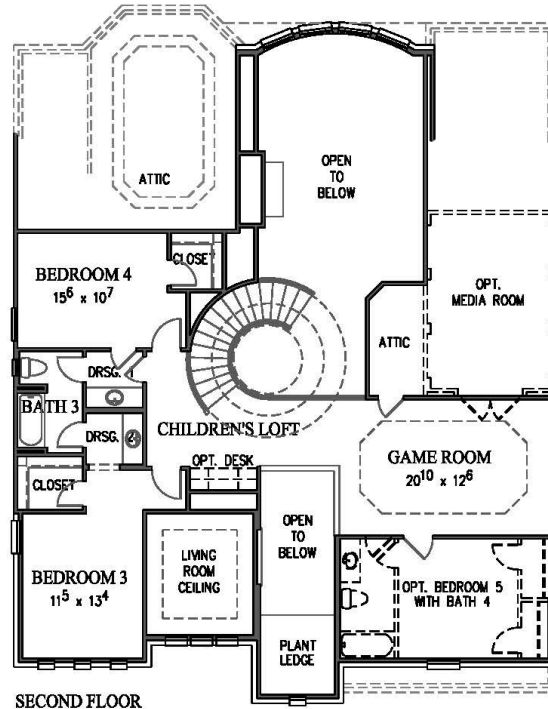 ATTIC
OPEN
TO
BELOW
BEDROOM 4
15⁶ x 10⁷
CLOSET
OPT.
MEDIA ROOM
ATTIC
DRSG. 1
BATH 3
DRSG. 2
CHILDREN'S LOFT
OPT. DESK
GAME ROOM
20¹⁰ x 12⁶
CLOSET
OPEN
TO
BELOW
BEDROOM 3
11⁵ x 13⁴
LIVING
ROOM
CEILING
OPT. BEDROOM 5
WITH BATH 4
PLANT
LEDGE
SECOND FLOOR